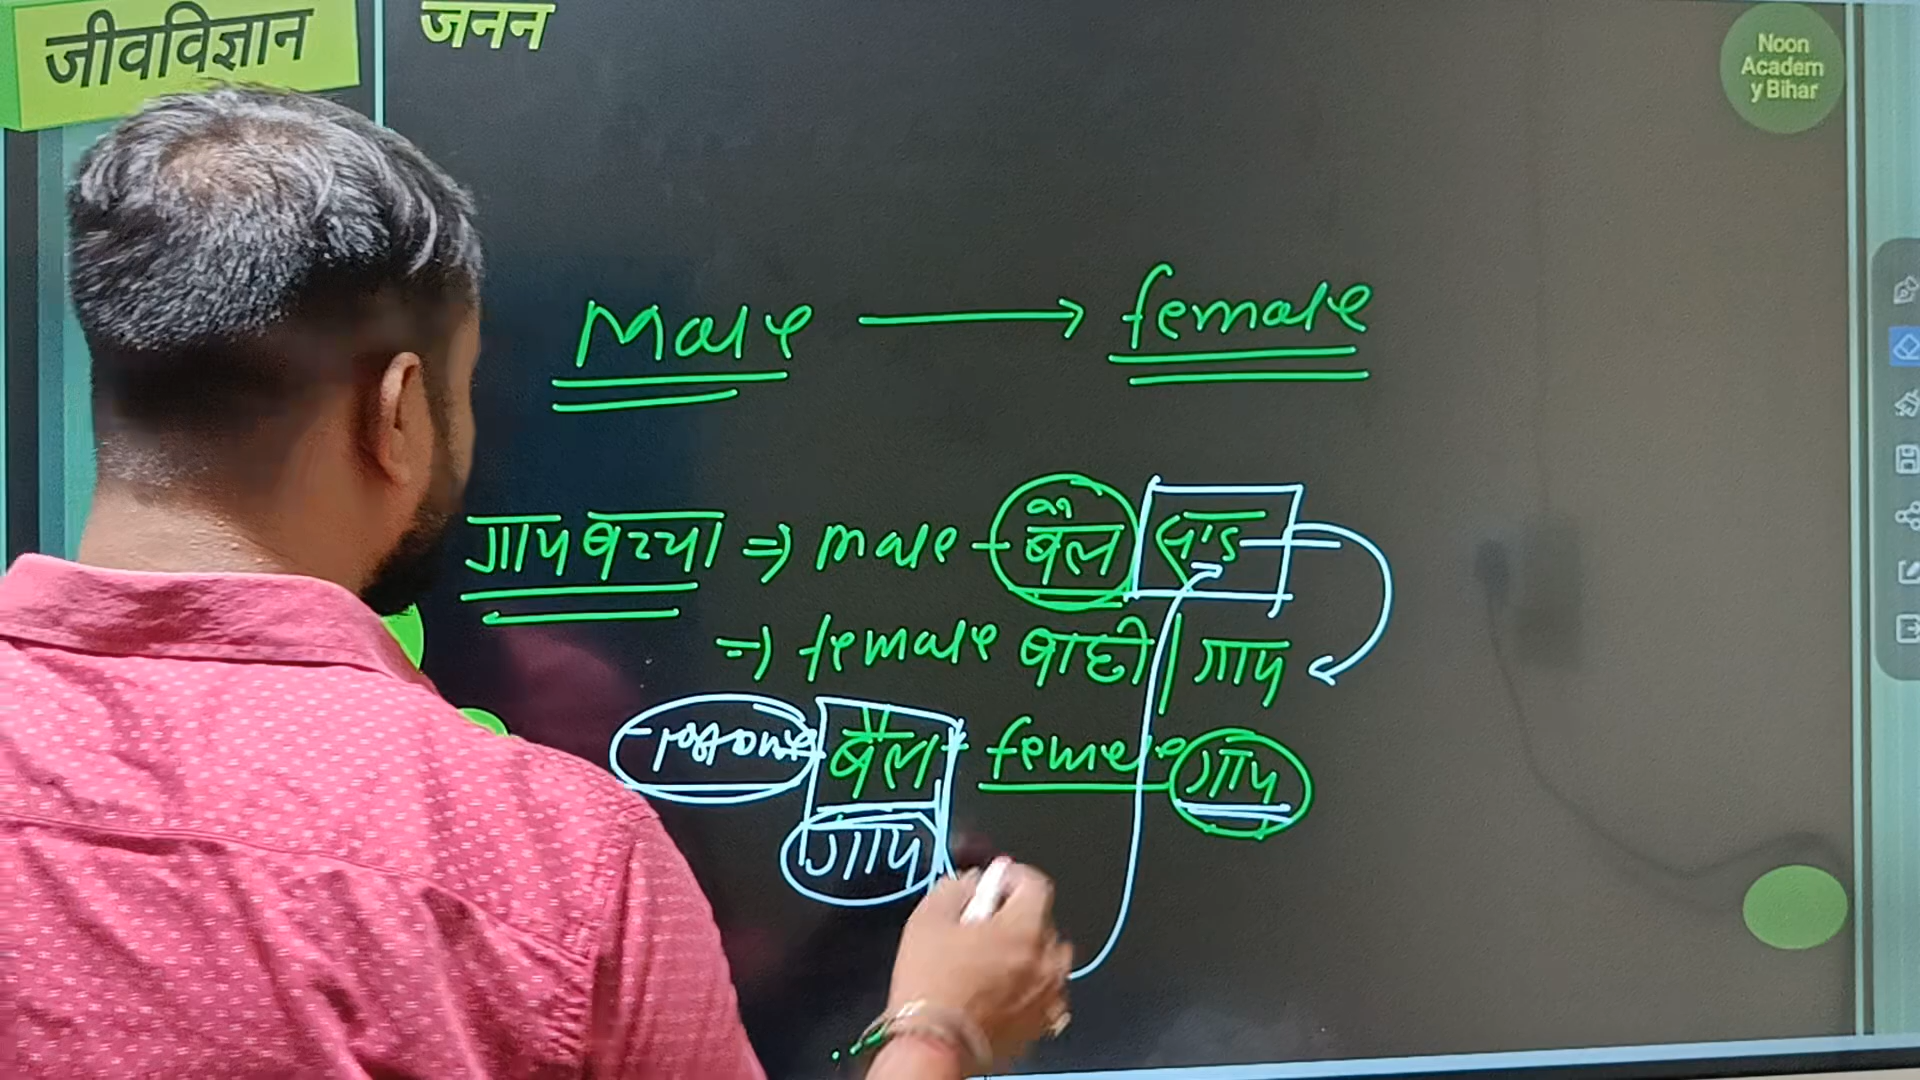 जीवविज्ञान
जनन
Noon
Academ
y Bihar
Male → female
गाय बच्चा => male - बैल | सांड
=> female बाछी | गाय
बैल - female गाय
गाय